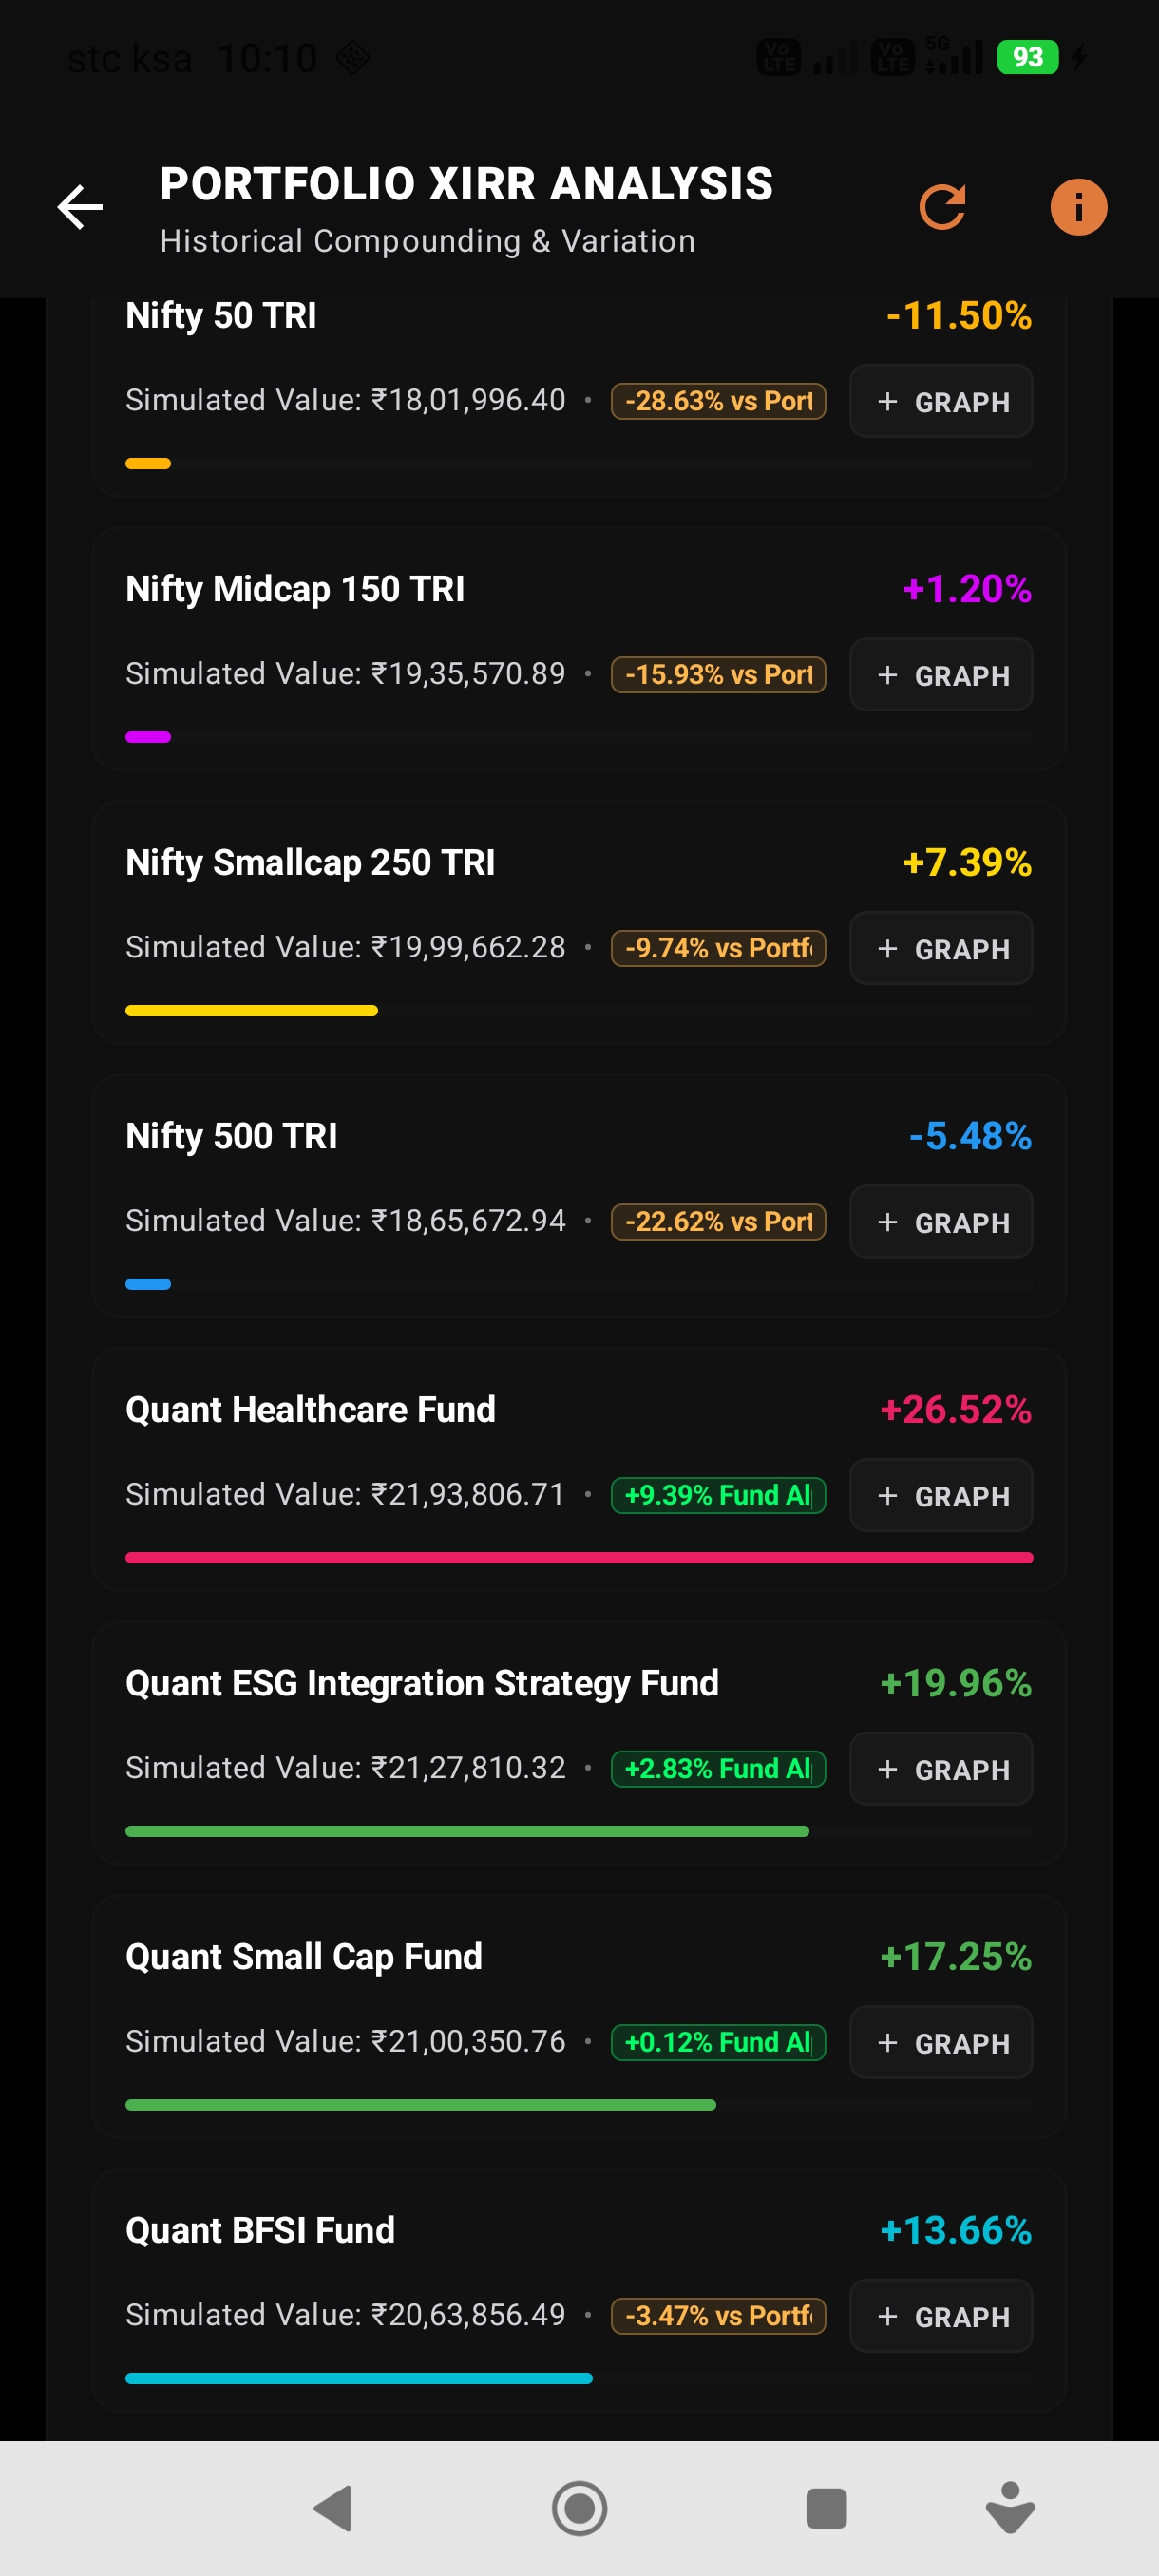 stc ksa 10:10
Vo LTE Vo LTE 5G 93
PORTFOLIO XIRR ANALYSIS
Historical Compounding & Variation
Nifty 50 TRI -11.50%
Simulated Value: ₹18,01,996.40 • -28.63% vs Port + GRAPH
Nifty Midcap 150 TRI +1.20%
Simulated Value: ₹19,35,570.89 • -15.93% vs Port + GRAPH
Nifty Smallcap 250 TRI +7.39%
Simulated Value: ₹19,99,662.28 • -9.74% vs Portf + GRAPH
Nifty 500 TRI -5.48%
Simulated Value: ₹18,65,672.94 • -22.62% vs Port + GRAPH
Quant Healthcare Fund +26.52%
Simulated Value: ₹21,93,806.71 • +9.39% Fund Al + GRAPH
Quant ESG Integration Strategy Fund +19.96%
Simulated Value: ₹21,27,810.32 • +2.83% Fund Al + GRAPH
Quant Small Cap Fund +17.25%
Simulated Value: ₹21,00,350.76 • +0.12% Fund Al + GRAPH
Quant BFSI Fund +13.66%
Simulated Value: ₹20,63,856.49 • -3.47% vs Portf + GRAPH